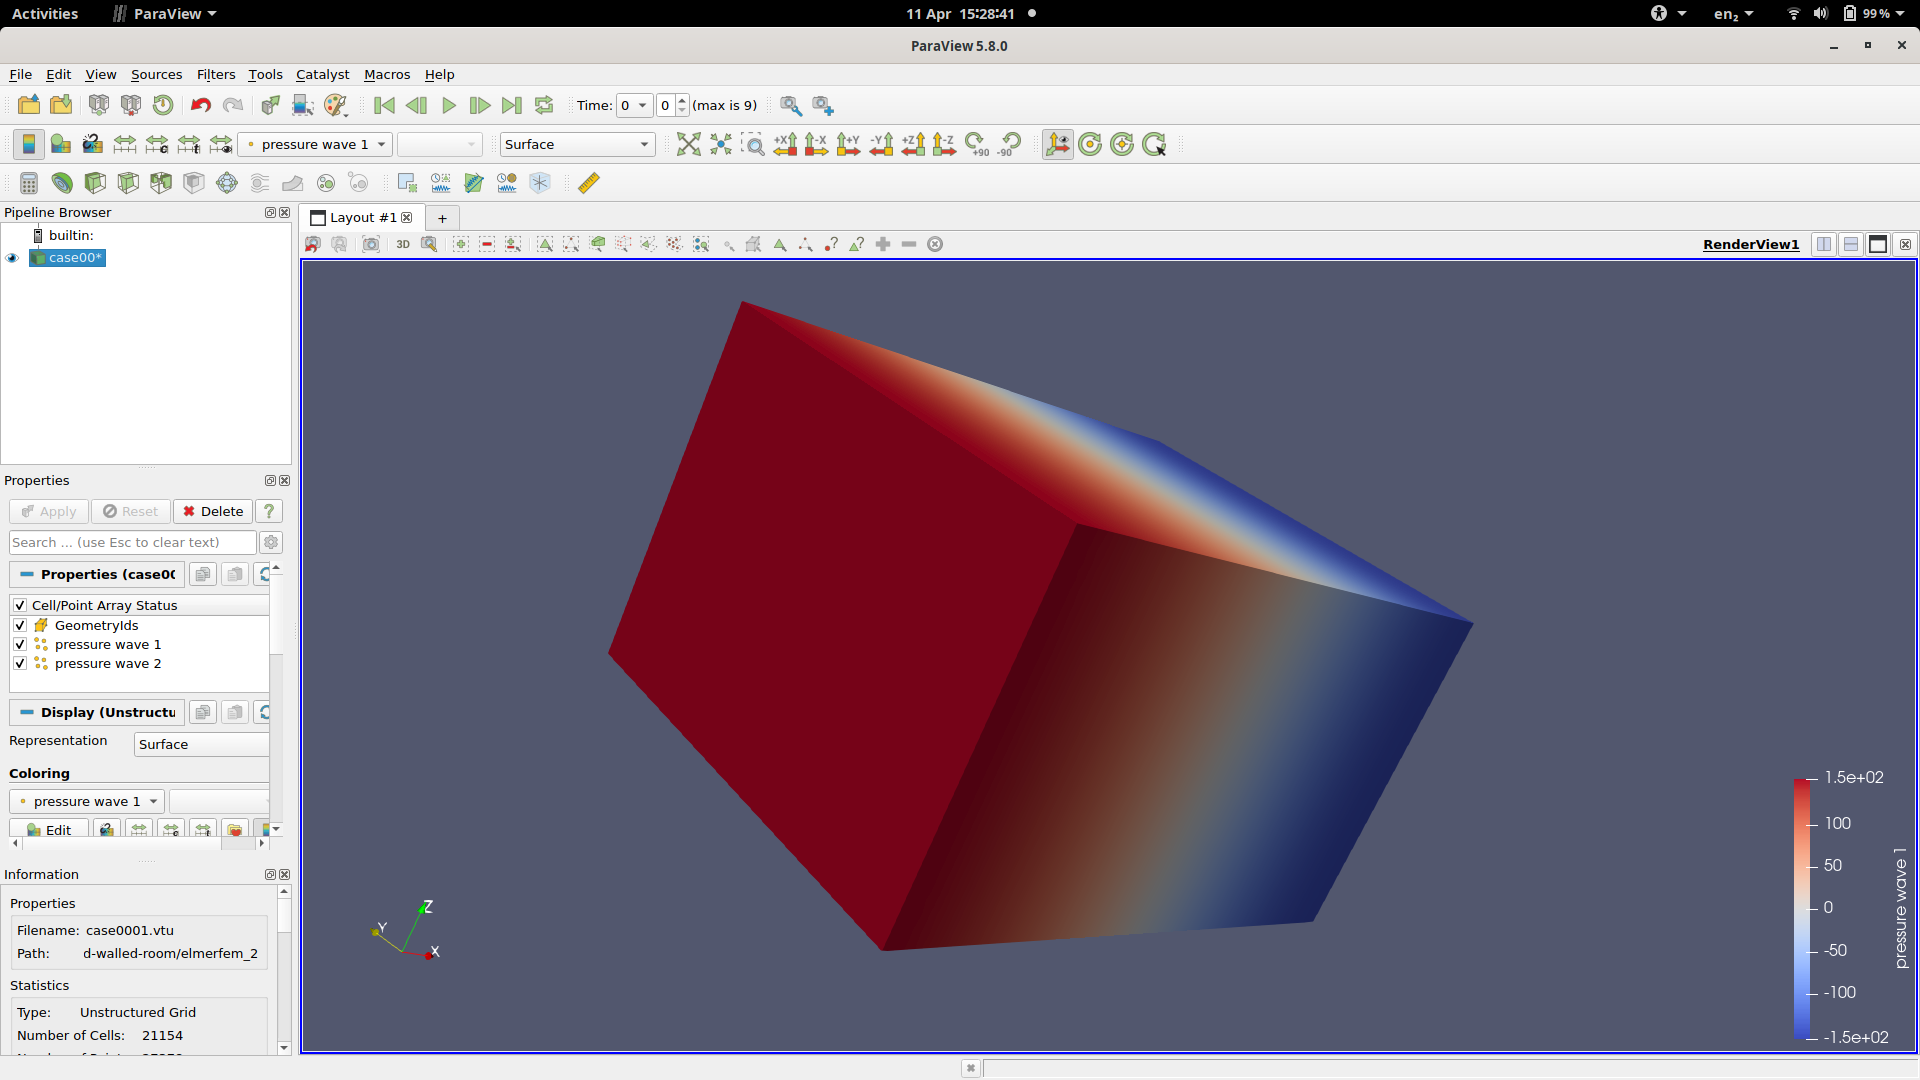 Activities ParaView 11 Apr 15:28:41 en₂ 99 %
ParaView 5.8.0
File Edit View Sources Filters Tools Catalyst Macros Help
Time: 0 0 (max is 9)
pressure wave 1 Surface +X -X +Y -Y +Z -Z +90 -90
Pipeline Browser
builtin:
case00*
Layout #1 +
3D RenderView1
Properties
Apply Reset Delete ?
Search ... (use Esc to clear text)
Properties (case00
Cell/Point Array Status
GeometryIds
pressure wave 1
pressure wave 2
Display (Unstructu
Representation Surface
Coloring
pressure wave 1
Edit
Information
Properties
Filename: case0001.vtu
Path: d-walled-room/elmerfem_2
Statistics
Type: Unstructured Grid
Number of Cells: 21154
Z
Y
X
1.5e+02
100
50
0
-50
-100
-1.5e+02
pressure wave 1